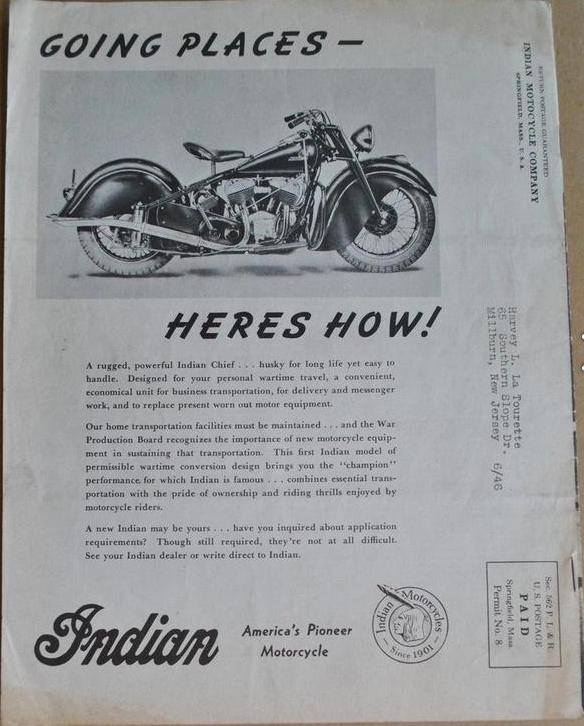 GOING PLACES —
HERES HOW!
A rugged, powerful Indian Chief . . . husky for long life yet easy to
handle. Designed for your personal wartime travel, a convenient,
economical unit for business transportation, for delivery and messenger
work, and to replace present worn out motor equipment.
Our home transportation facilities must be maintained . . . and the War
Production Board recognizes the importance of new motorcycle equip-
ment in sustaining that transportation. This first Indian model of
permissible wartime conversion design brings you the "champion"
performance for which Indian is famous . . . combines essential trans-
portation with the pride of ownership and riding thrills enjoyed by
motorcycle riders.
A new Indian may be yours . . . have you inquired about application
requirements? Though still required, they're not at all difficult.
See your Indian dealer or write direct to Indian.
Indian
America's Pioneer
Motorcycle
Indian Motorcycles
Since 1901
RETURN POSTAGE GUARANTEED
INDIAN MOTOCYCLE COMPANY
SPRINGFIELD, MASS., U. S. A.
Harvey L. La Tourette
65 Southern Slope Dr.
Millburn, New Jersey 6/46
Sec. 562 P. L. & R.
U. S. POSTAGE
PAID
Springfield, Mass.
Permit No. 8